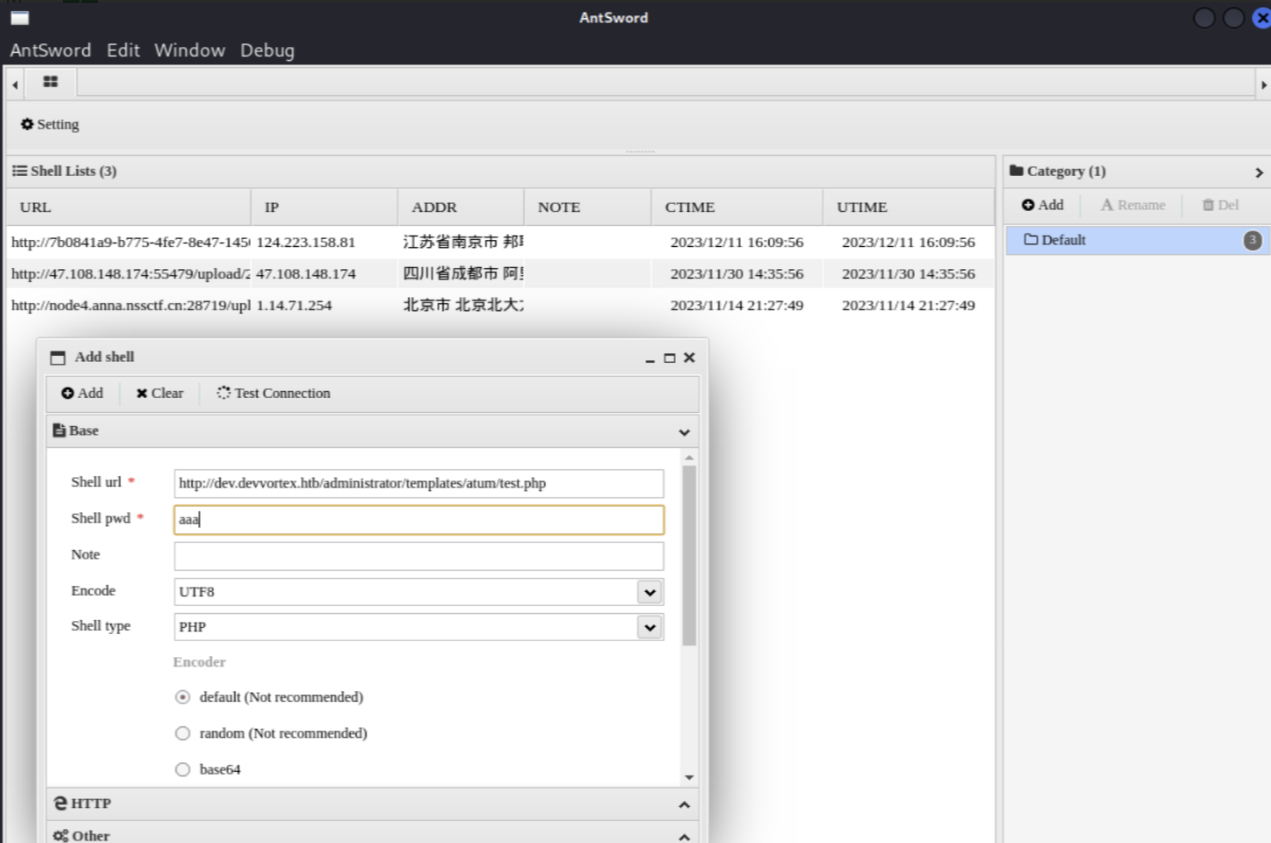 AntSword
AntSword Edit Window Debug
Setting
Shell Lists (3)
URL IP ADDR NOTE CTIME UTIME
http://7b0841a9-b775-4fe7-8e47-145 124.223.158.81 江苏省南京市 2023/12/11 16:09:56 2023/12/11 16:09:56
http://47.108.148.174:55479/upload/2 47.108.148.174 四川省成都市 阿里 2023/11/30 14:35:56 2023/11/30 14:35:56
http://node4.anna.nssctf.cn:28719/upl 1.14.71.254 北京市 北京北大 2023/11/14 21:27:49 2023/11/14 21:27:49
Category (1)
Add Rename Del
Default 3
Add shell
Add Clear Test Connection
Base
Shell url * http://dev.devvortex.htb/administrator/templates/atum/test.php
Shell pwd * aaa
Note
Encode UTF8
Shell type PHP
Encoder
default (Not recommended)
random (Not recommended)
base64
HTTP
Other